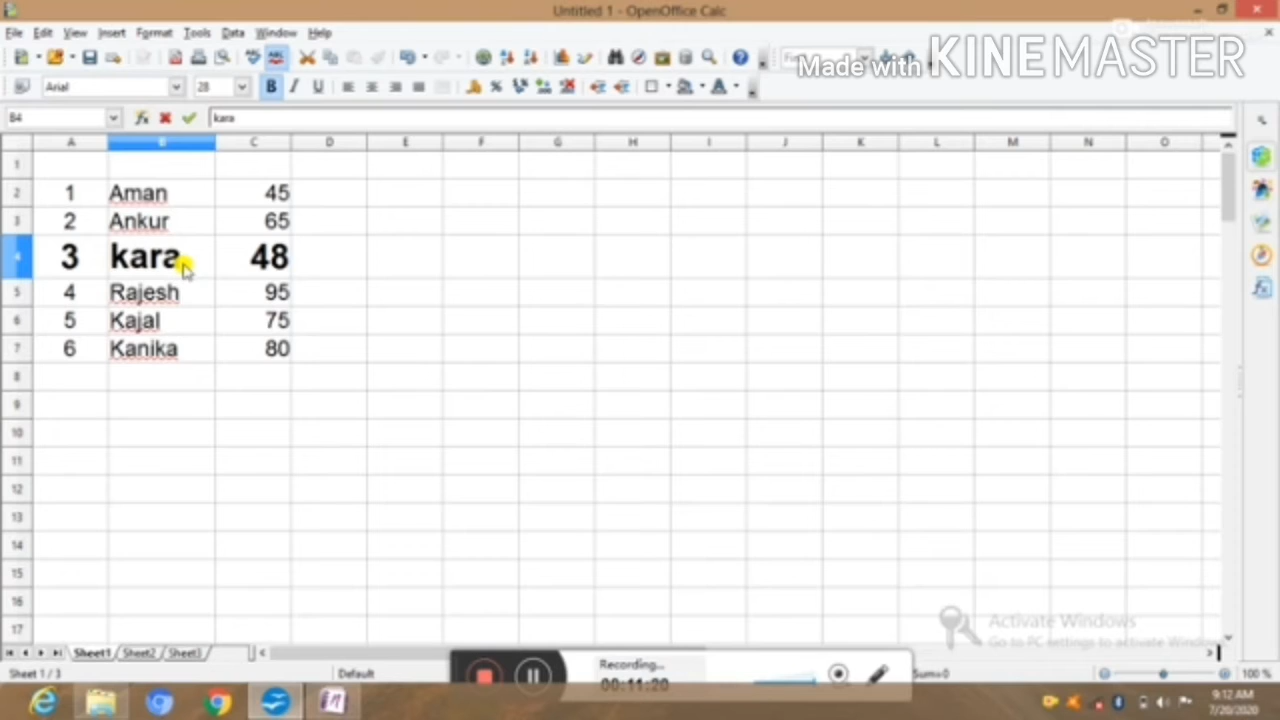 Untitled 1 - OpenOffice Calc
File Edit View Insert Format Tools Data Window Help
Made with KINEMASTER
Arial 28 B I U
B4 kara
A B C D E F G H I J K L M N O
1
2 1 Aman 45
3 2 Ankur 65
4 3 kara 48
5 4 Rajesh 95
6 5 Kajal 75
7 6 Kanika 80
8
9
10
11
12
13
14
15
16
17
Activate Windows
Go to PC settings to activate Windows
Sheet1 Sheet2 Sheet3
Recording...
00:11:20
Sheet 1 / 3 Default Sum=0 100 %
9:12 AM
7/20/2020